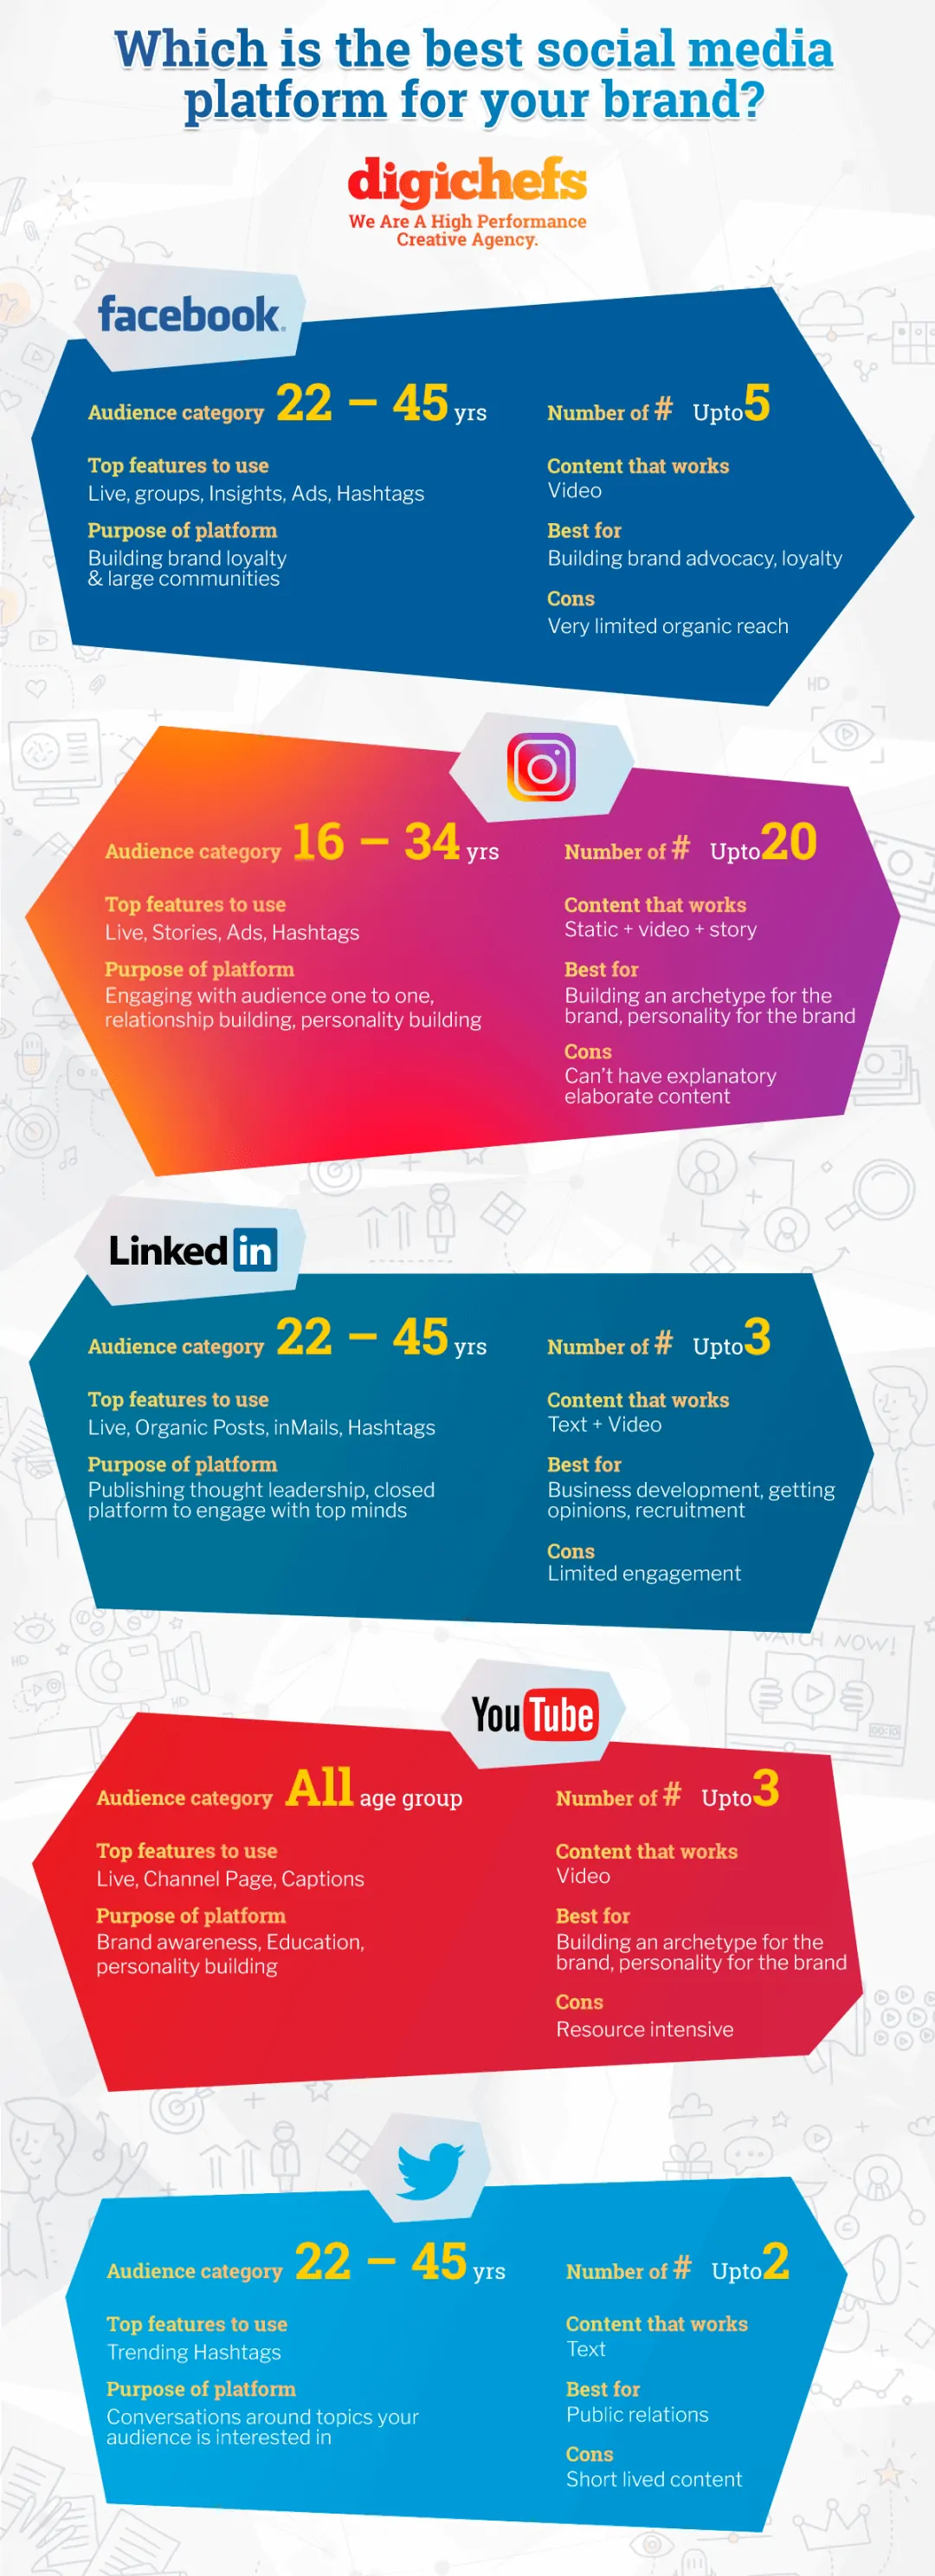 Which is the best social media
platform for your brand?
digichefs
We Are A High Performance
Creative Agency.
facebook.
Audience category 22 – 45 yrs
Top features to use
Live, groups, Insights, Ads, Hashtags
Purpose of platform
Building brand loyalty
& large communities
Number of # Upto 5
Content that works
Video
Best for
Building brand advocacy, loyalty
Cons
Very limited organic reach
HD
Audience category 16 – 34 yrs
Top features to use
Live, Stories, Ads, Hashtags
Purpose of platform
Engaging with audience one to one,
relationship building, personality building
Number of # Upto 20
Content that works
Static + video + story
Best for
Building an archetype for the
brand, personality for the brand
Cons
Can't have explanatory
elaborate content
Linked in
Audience category 22 – 45 yrs
Top features to use
Live, Organic Posts, inMails, Hashtags
Purpose of platform
Publishing thought leadership, closed
platform to engage with top minds
Number of # Upto 3
Content that works
Text + Video
Best for
Business development, getting
opinions, recruitment
Cons
Limited engagement
WATCH NOW!
HD
HD
YouTube
Audience category All age group
Top features to use
Live, Channel Page, Captions
Purpose of platform
Brand awareness, Education,
personality building
Number of # Upto 3
Content that works
Video
Best for
Building an archetype for the
brand, personality for the brand
Cons
Resource intensive
Audience category 22 – 45 yrs
Top features to use
Trending Hashtags
Purpose of platform
Conversations around topics your
audience is interested in
Number of # Upto 2
Content that works
Text
Best for
Public relations
Cons
Short lived content